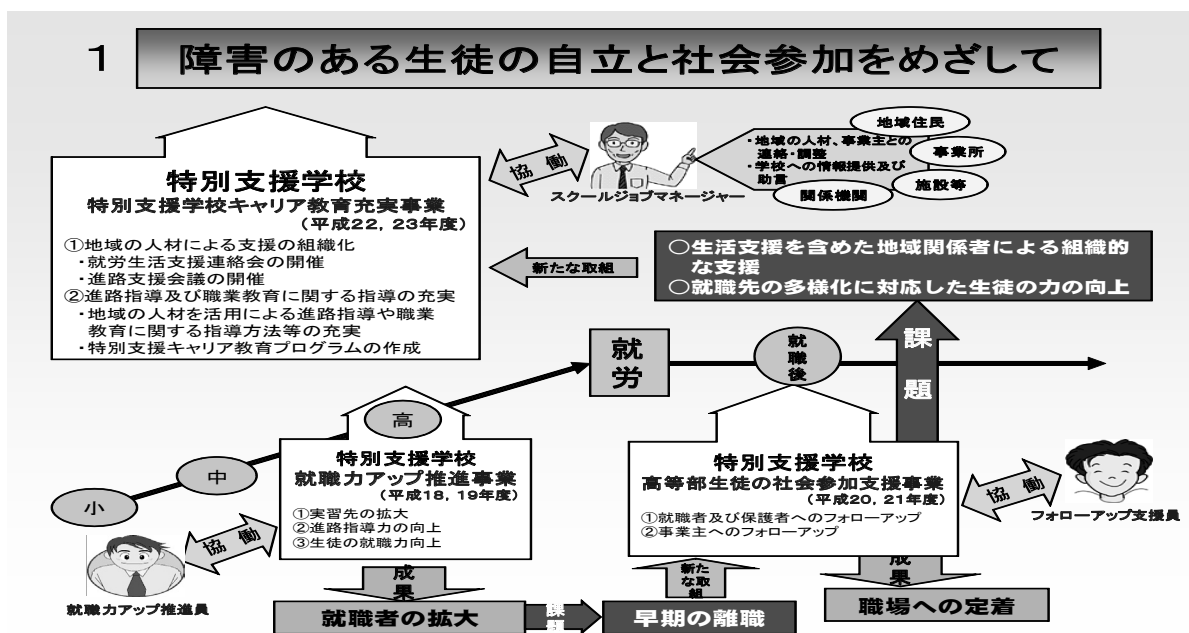 1 障害のある生徒の自立と社会参加をめざして
地域住民
・地域の人材、事業主との
連絡・調整
・学校への情報提供及び
助言
事業所
施設等
関係機関
協働
スクールジョブマネージャー
特別支援学校
特別支援学校キャリア教育充実事業
（平成22，23年度）
①地域の人材による支援の組織化
・就労生活支援連絡会の開催
・進路支援会議の開催
②進路指導及び職業教育に関する指導の充実
・地域の人材を活用による進路指導や職業
教育に関する指導方法等の充実
・特別支援キャリア教育プログラムの作成
新たな取組
○生活支援を含めた地域関係者による組織的
な支援
○就職先の多様化に対応した生徒の力の向上
課題
就労
就職後
高
中
小
特別支援学校
就職力アップ推進事業
（平成18，19年度）
①実習先の拡大
②進路指導力の向上
③生徒の就職力向上
協働
就職力アップ推進員
特別支援学校
高等部生徒の社会参加支援事業
（平成20，21年度）
①就職者及び保護者へのフォローアップ
②事業主へのフォローアップ
協働
フォローアップ支援員
成果
就職者の拡大
課題
早期の離職
新たな取組
成果
職場への定着